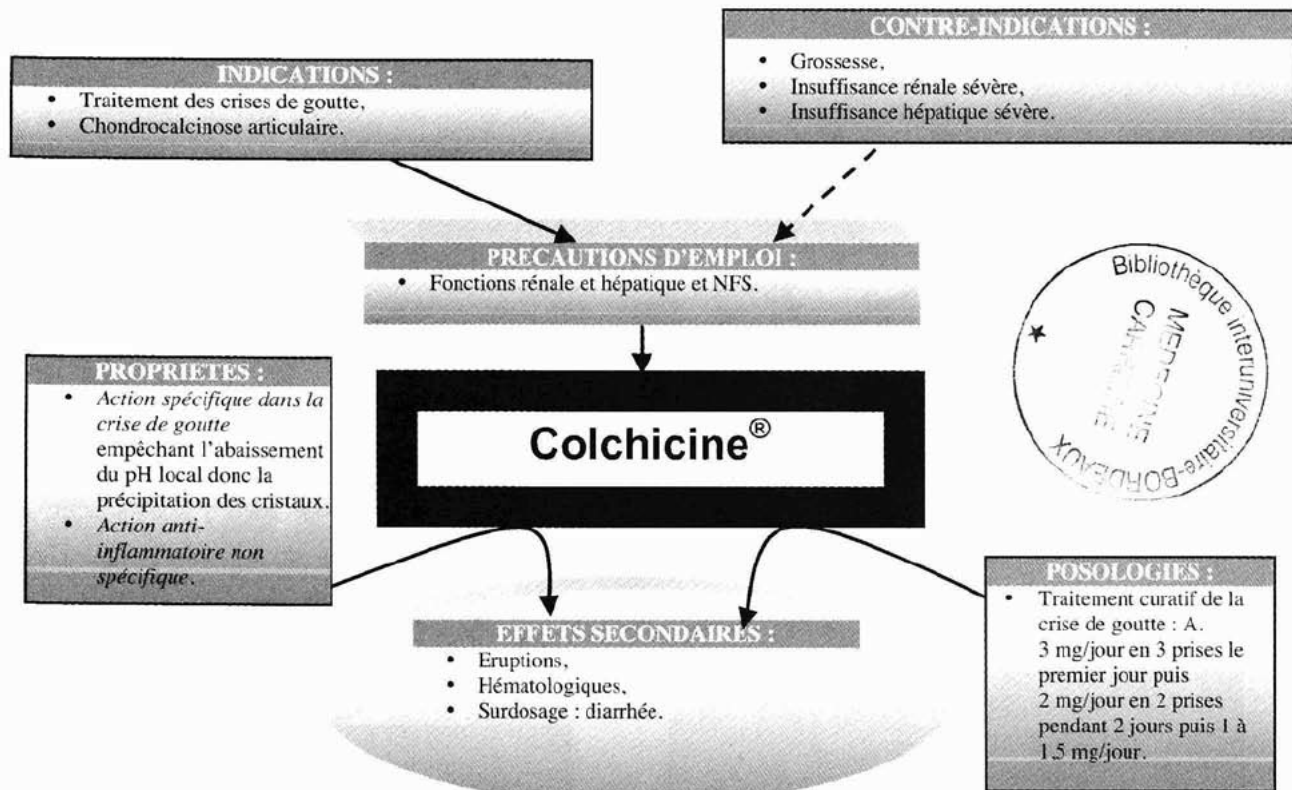 INDICATIONS :
• Traitement des crises de goutte,
• Chondrocalcinose articulaire.
CONTRE-INDICATIONS :
• Grossesse,
• Insuffisance rénale sévère,
• Insuffisance hépatique sévère.
PRECAUTIONS D'EMPLOI :
• Fonctions rénale et hépatique et NFS.
Bibliothèque interuniversitaire-BORDEAUX
MEDECINE
PROPRIETES :
• Action spécifique dans la
crise de goutte
empêchant l'abaissement
du pH local donc la
précipitation des cristaux.
• Action anti-
inflammatoire non
spécifique.
Colchicine®
EFFETS SECONDAIRES :
• Eruptions,
• Hématologiques,
• Surdosage : diarrhée.
POSOLOGIES :
• Traitement curatif de la
crise de goutte : A.
3 mg/jour en 3 prises le
premier jour puis
2 mg/jour en 2 prises
pendant 2 jours puis 1 à
1,5 mg/jour.